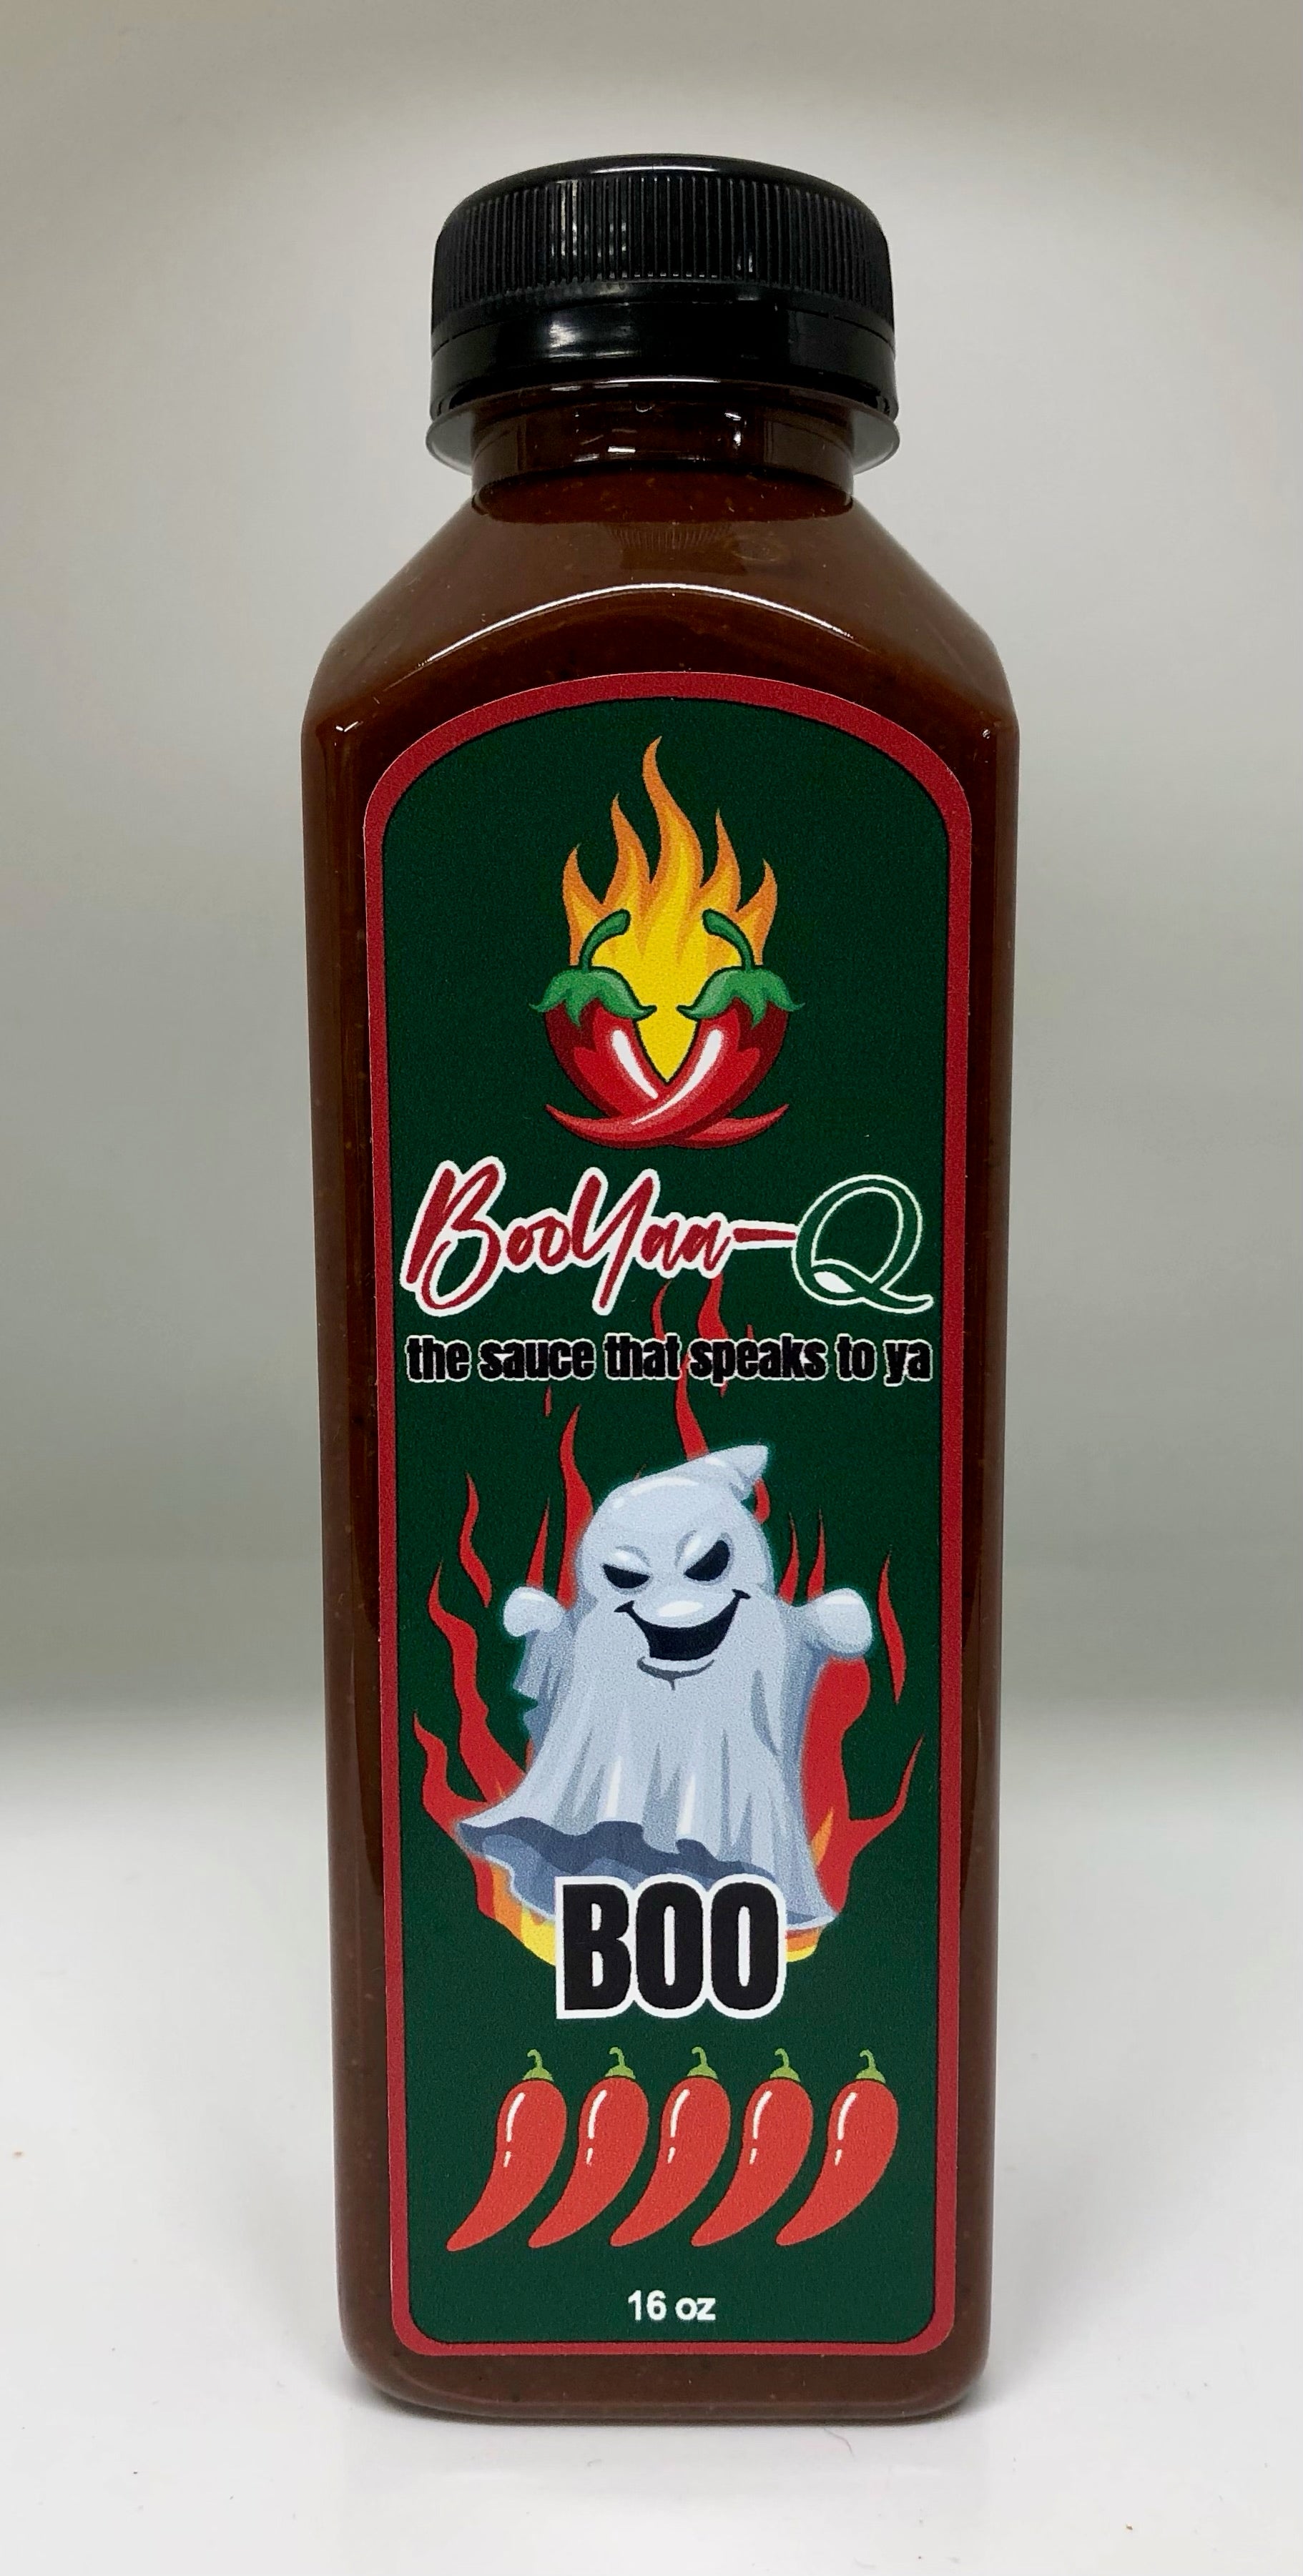 BooYaa-Q
the sauce that speaks to ya
BOO
16 oz